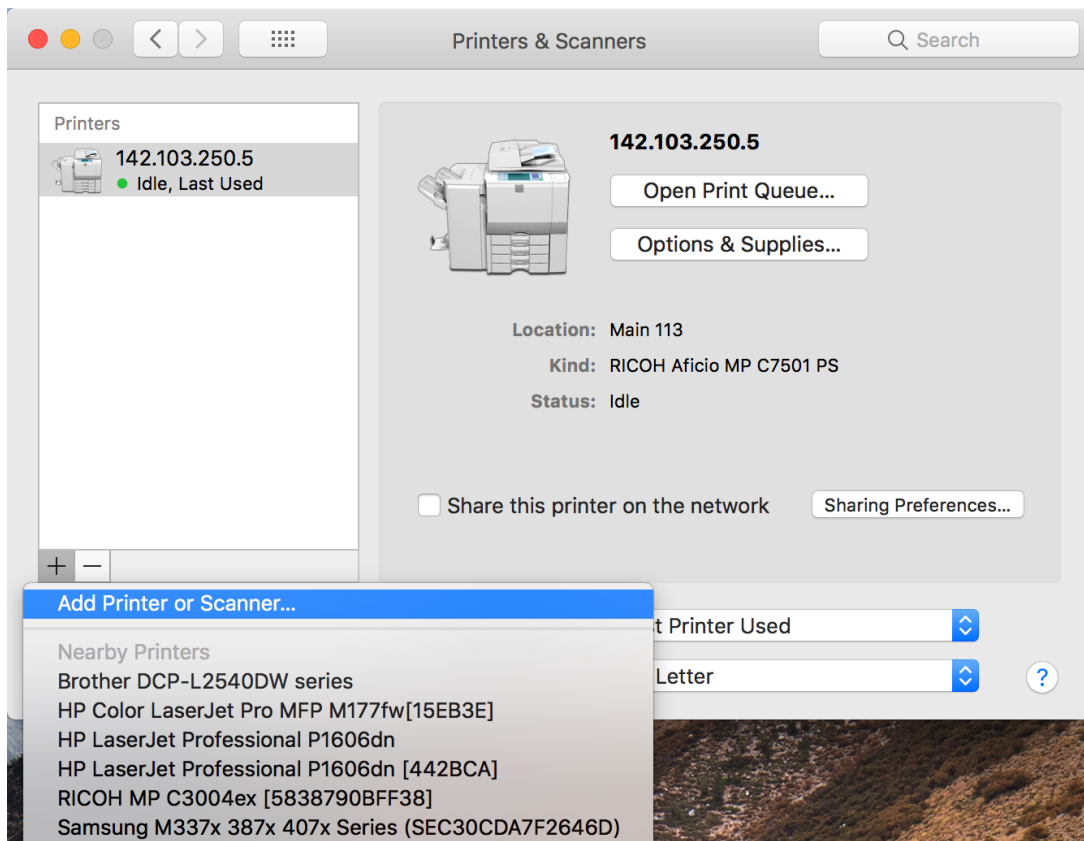 Printers & Scanners
Search
Printers
142.103.250.5
Idle, Last Used
142.103.250.5
Open Print Queue...
Options & Supplies...
Location: Main 113
Kind: RICOH Aficio MP C7501 PS
Status: Idle
Share this printer on the network
Sharing Preferences...
+ −
Add Printer or Scanner...
t Printer Used
Nearby Printers
Letter
?
Brother DCP-L2540DW series
HP Color LaserJet Pro MFP M177fw[15EB3E]
HP LaserJet Professional P1606dn
HP LaserJet Professional P1606dn [442BCA]
RICOH MP C3004ex [5838790BFF38]
Samsung M337x 387x 407x Series (SEC30CDA7F2646D)